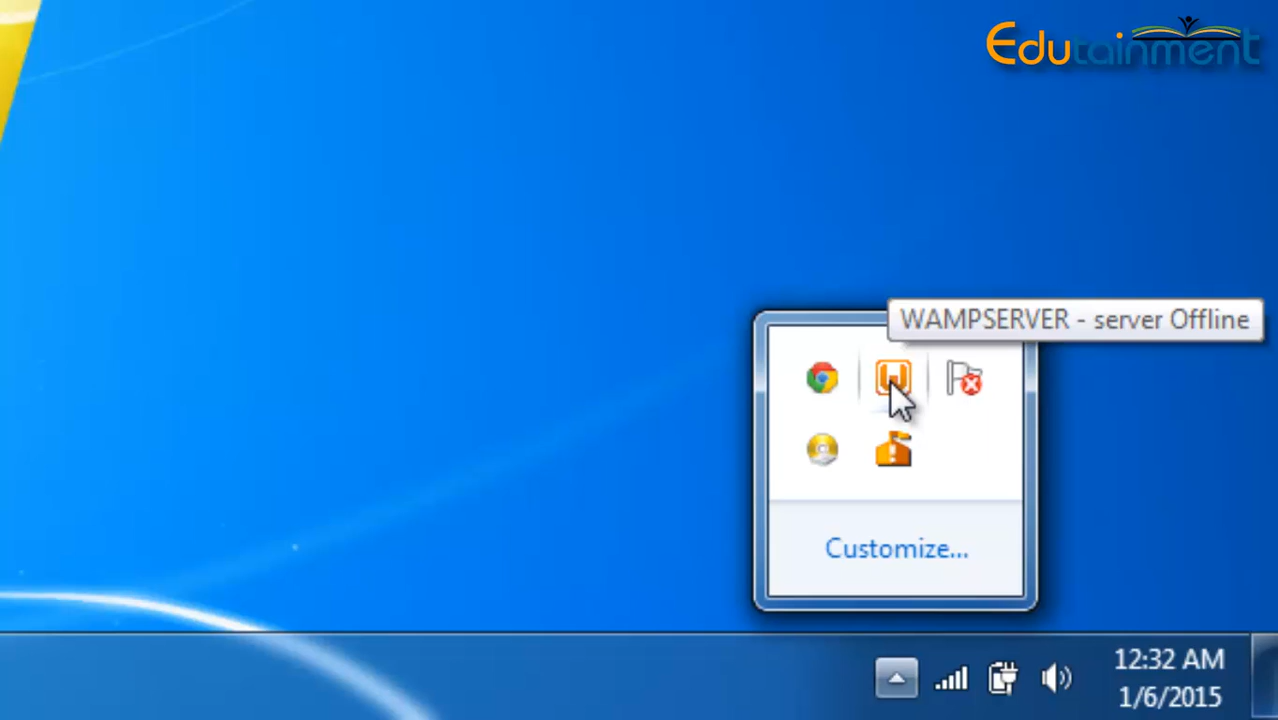 Edutainment
WAMPSERVER - server Offline
Customize...
12:32 AM
1/6/2015